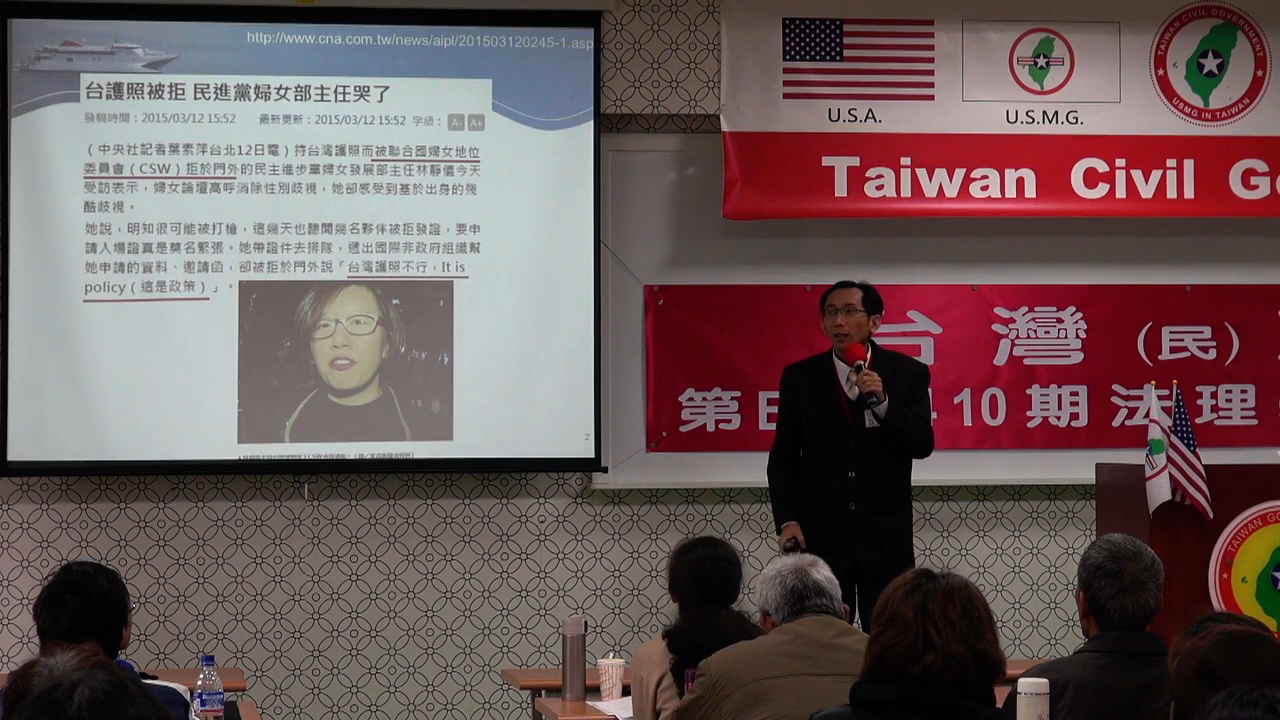 http://www.cna.com.tw/news/aipl/201503120245-1.asp
台護照被拒 民進黨婦女部主任哭了
發稿時間：2015/03/12 15:52 最新更新：2015/03/12 15:52 字級： A- A+
（中央社記者葉素萍台北12日電）持台灣護照而被聯合國婦女地位
委員會（CSW）拒於門外的民主進步黨婦女發展部主任林靜儀今天
受訪表示，婦女論壇高呼消除性別歧視，她卻感受到基於出身的殘
酷歧視。
她說，明知很可能被打槍，這幾天也聽聞幾名夥伴被拒發證，要申
請入場證真是莫名緊張。她帶證件去排隊，遞出國際非政府組織幫
她申請的資料、邀請函，卻被拒於門外說「台灣護照不行，It is
policy（這是政策）」。
2
U.S.A.
U.S.M.G.
TAIWAN CIVIL GOVERNMENT
USMG IN TAIWAN
Taiwan Civil G
台灣（民）
第 10期法理
TAIWAN